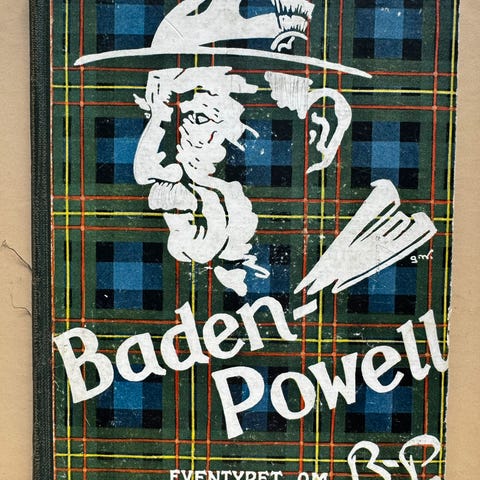 g.w.
Baden-
Powell
EVENTYRET OM
B-P.